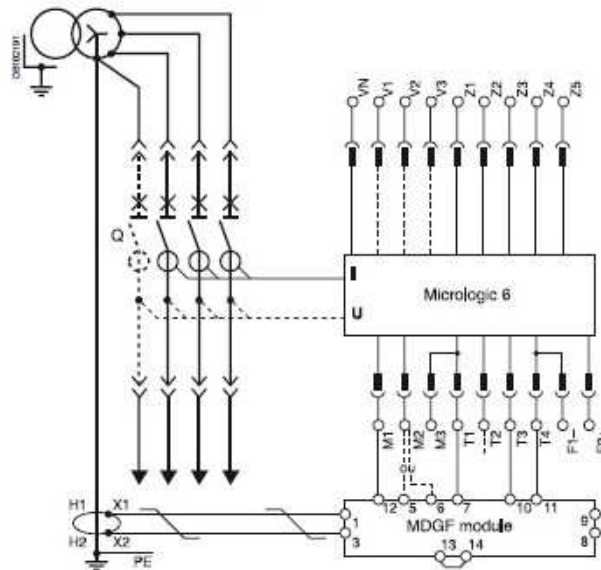 DB102191
VN V1 V2 V3 Z1 Z2 Z3 Z4 Z5
Q
I
Micrologic 6
U
M1 M2 M3 T1 T2 T3 T4 F1–
ou
12 5 6 7 10 11
H1 X1
1 MDGF module 9
H2 X2
3 8
13 14
PE